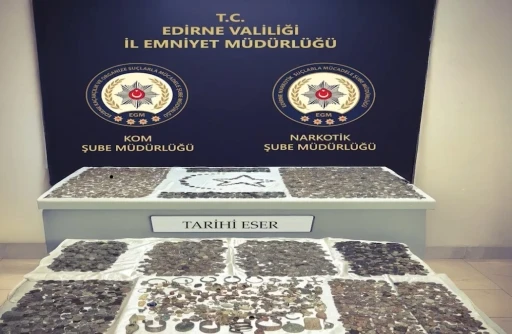 T.C.
EDİRNE VALİLİĞİ
İL EMNİYET MÜDÜRLÜĞÜ
EGM
KOM
ŞUBE MÜDÜRLÜĞÜ
EGM
NARKOTİK
ŞUBE MÜDÜRLÜĞÜ
TARİHİ ESER